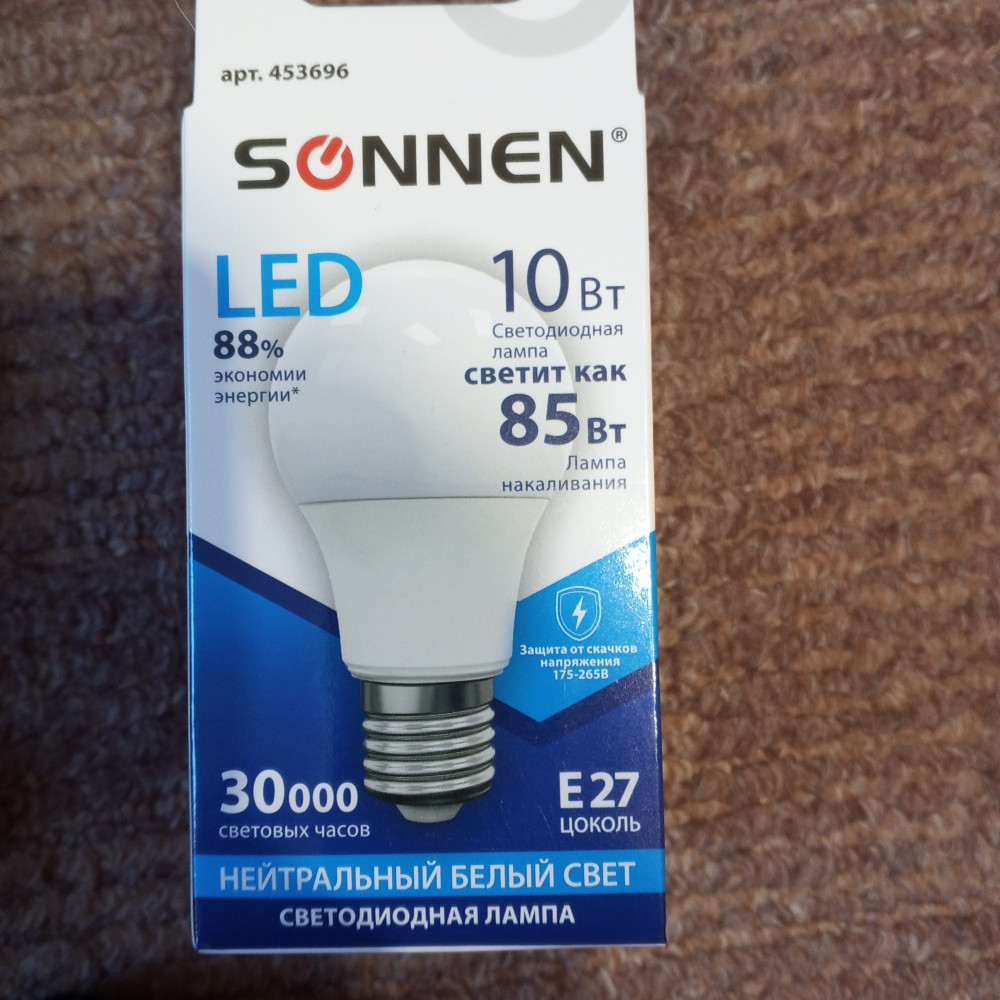 арт. 453696
SONNEN®
LED
88%
экономии
энергии*
10 Вт
Светодиодная
лампа
светит как
85 Вт
Лампа
накаливания
Защита от скачков
напряжения
175-265В
30000
световых часов
E27
ЦОКОЛЬ
НЕЙТРАЛЬНЫЙ БЕЛЫЙ СВЕТ
СВЕТОДИОДНАЯ ЛАМПА